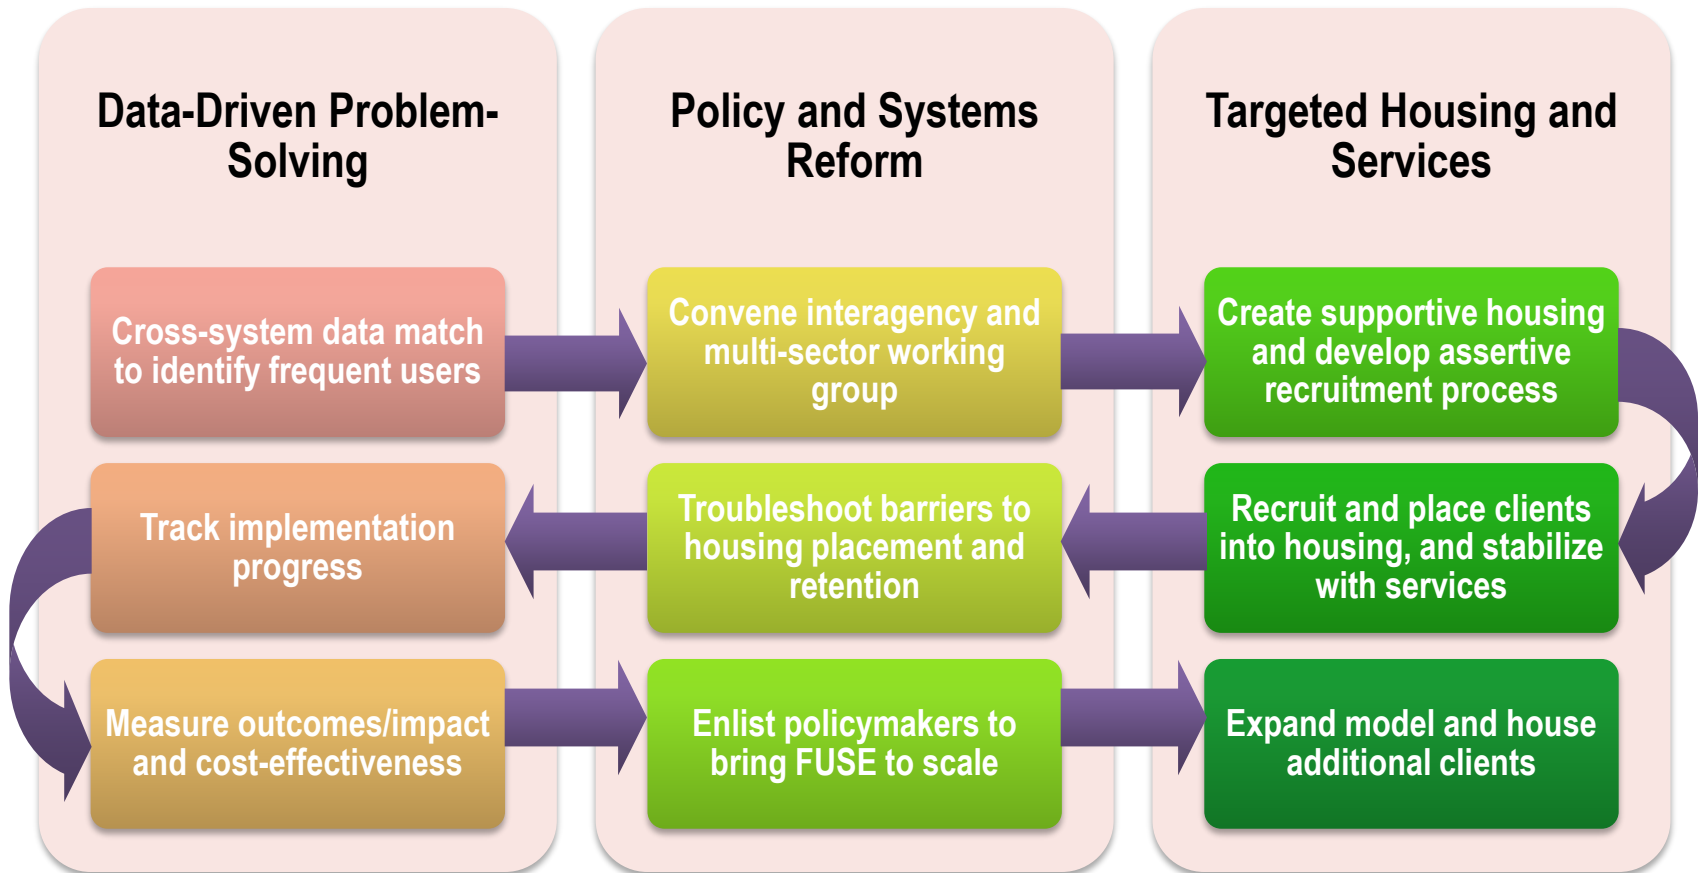 Data-Driven Problem-
Solving
Policy and Systems
Reform
Targeted Housing and
Services
Cross-system data match
to identify frequent users
Convene interagency and
multi-sector working
group
Create supportive housing
and develop assertive
recruitment process
Track implementation
progress
Troubleshoot barriers to
housing placement and
retention
Recruit and place clients
into housing, and stabilize
with services
Measure outcomes/impact
and cost-effectiveness
Enlist policymakers to
bring FUSE to scale
Expand model and house
additional clients